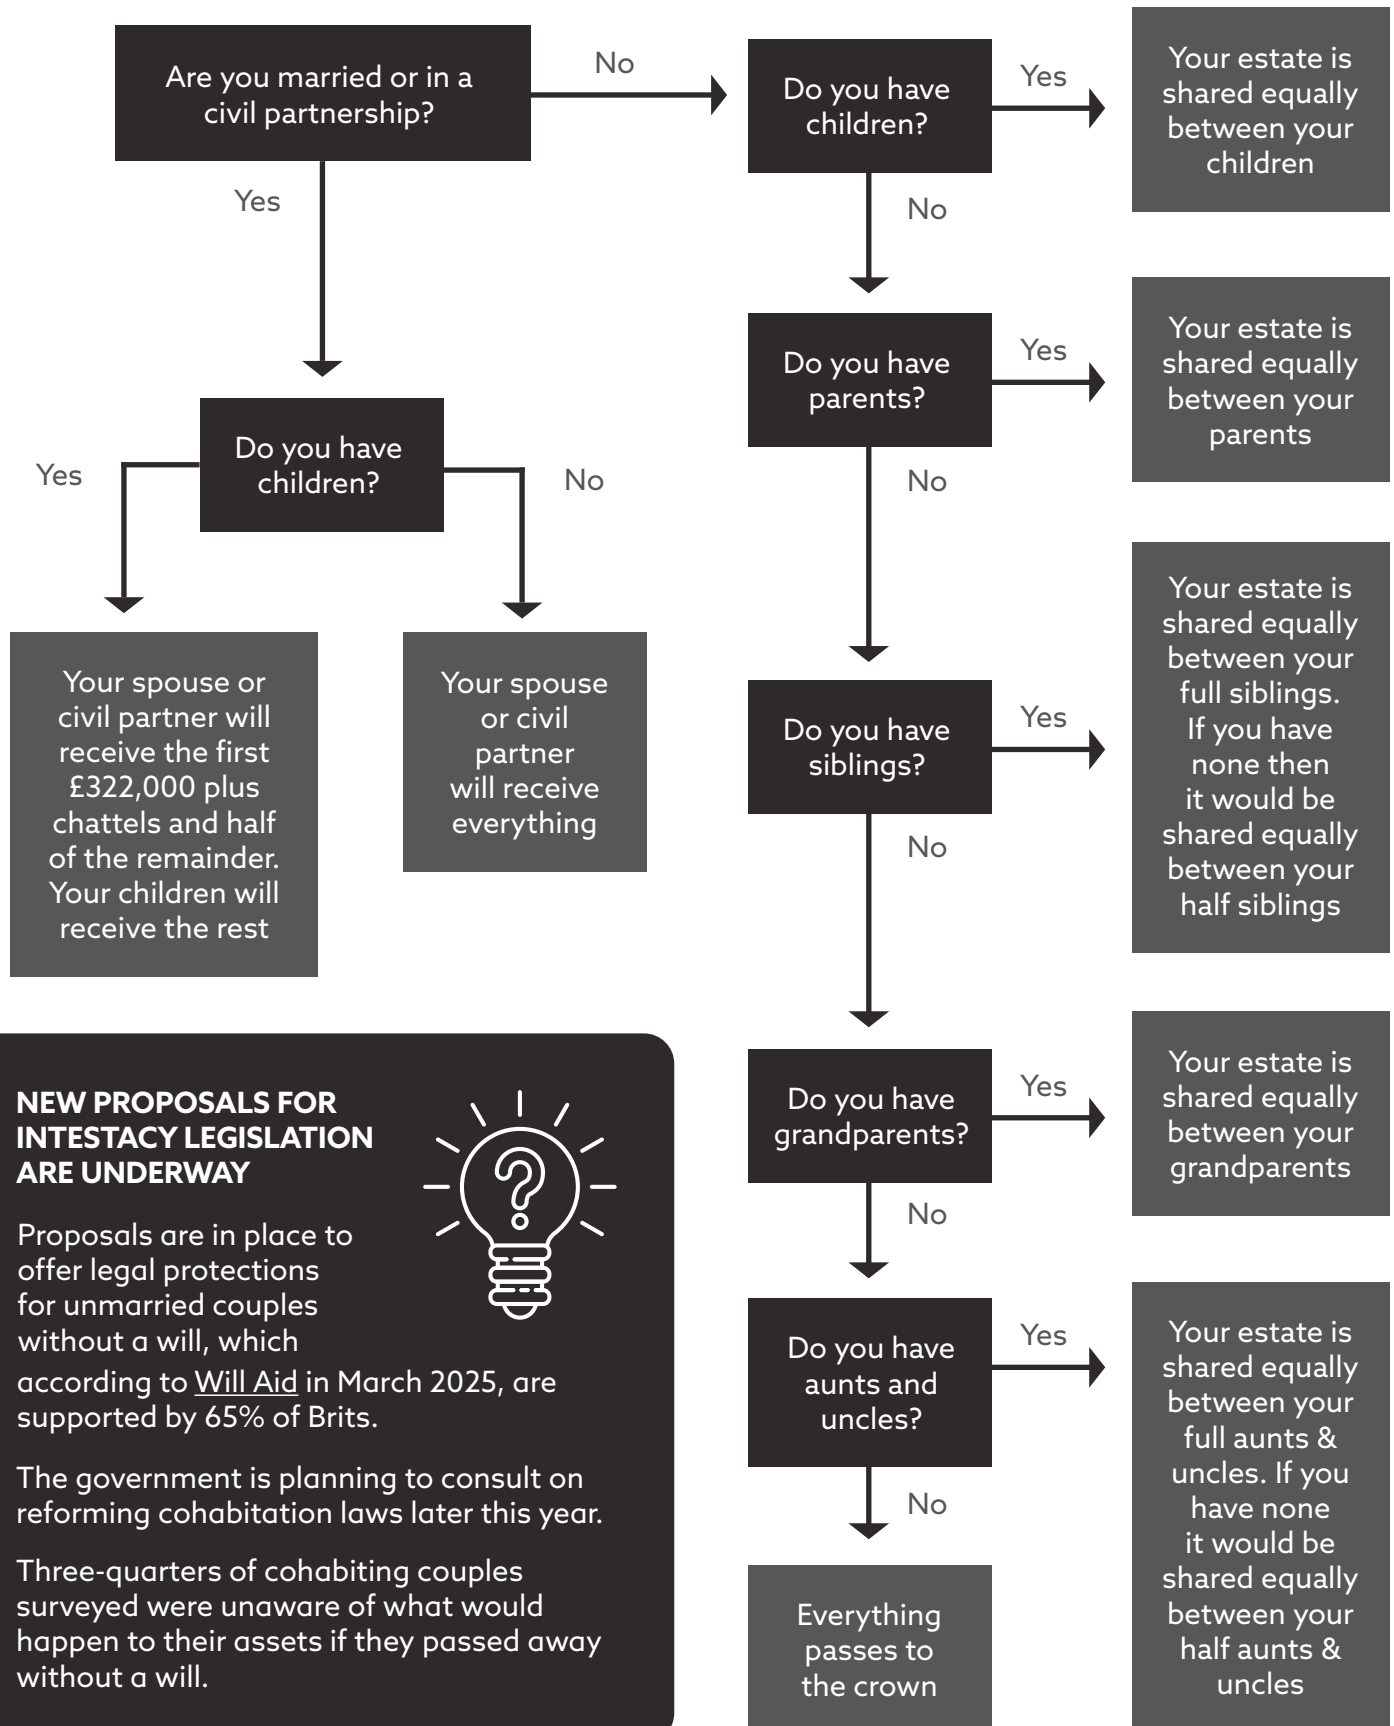 Are you married or in a
civil partnership?
No
Yes
Do you have
children?
Yes
No
Your spouse or
civil partner will
receive the first
£322,000 plus
chattels and half
of the remainder.
Your children will
receive the rest
Your spouse
or civil
partner
will receive
everything
Do you have
children?
Yes
Your estate is
shared equally
between your
children
No
Do you have
parents?
Yes
Your estate is
shared equally
between your
parents
No
Do you have
siblings?
Yes
Your estate is
shared equally
between your
full siblings.
If you have
none then
it would be
shared equally
between your
half siblings
No
Do you have
grandparents?
Yes
Your estate is
shared equally
between your
grandparents
No
Do you have
aunts and
uncles?
Yes
Your estate is
shared equally
between your
full aunts &
uncles. If you
have none
it would be
shared equally
between your
half aunts &
uncles
No
Everything
passes to
the crown
NEW PROPOSALS FOR
INTESTACY LEGISLATION
ARE UNDERWAY
?
Proposals are in place to
offer legal protections
for unmarried couples
without a will, which
according to Will Aid in March 2025, are
supported by 65% of Brits.
The government is planning to consult on
reforming cohabitation laws later this year.
Three-quarters of cohabiting couples
surveyed were unaware of what would
happen to their assets if they passed away
without a will.